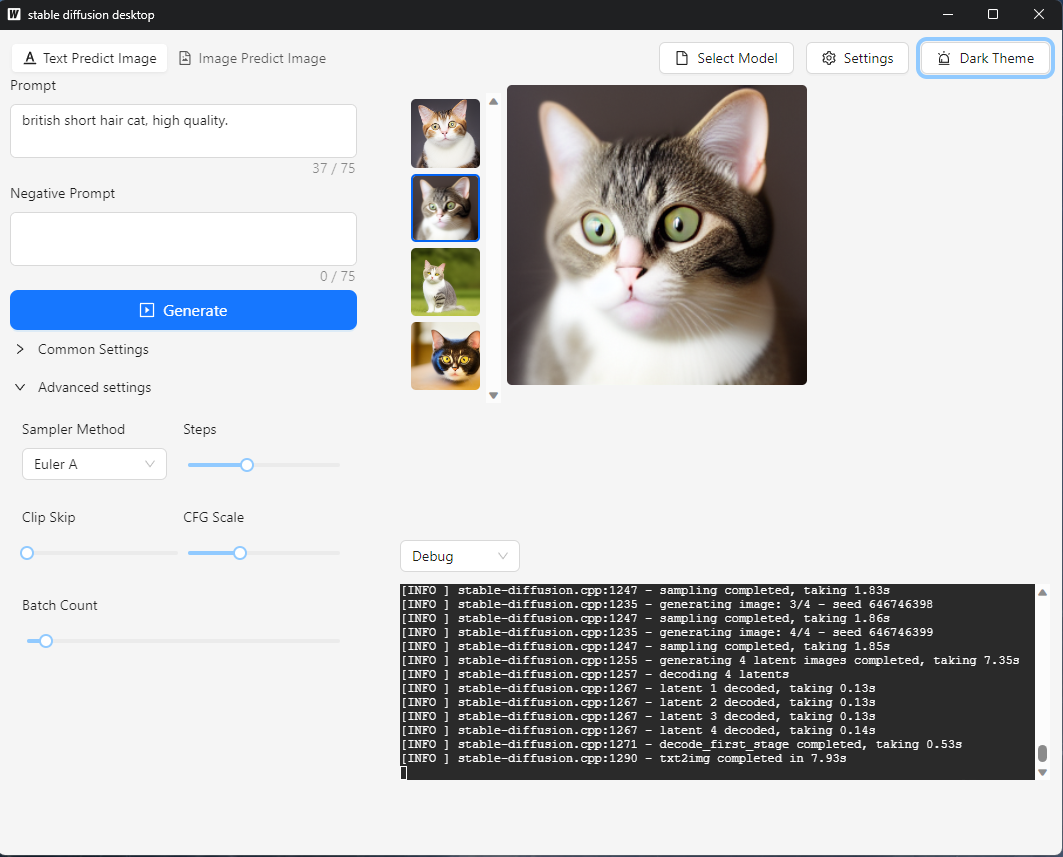 W stable diffusion desktop
Text Predict Image
Image Predict Image
Select Model
Settings
Dark Theme
Prompt
british short hair cat, high quality.
37 / 75
Negative Prompt
0 / 75
Generate
Common Settings
Advanced settings
Sampler Method
Steps
Euler A
Clip Skip
CFG Scale
Batch Count
Debug
[INFO ] stable-diffusion.cpp:1247 - sampling completed, taking 1.83s
[INFO ] stable-diffusion.cpp:1235 - generating image: 3/4 - seed 646746398
[INFO ] stable-diffusion.cpp:1247 - sampling completed, taking 1.86s
[INFO ] stable-diffusion.cpp:1235 - generating image: 4/4 - seed 646746399
[INFO ] stable-diffusion.cpp:1247 - sampling completed, taking 1.85s
[INFO ] stable-diffusion.cpp:1255 - generating 4 latent images completed, taking 7.35s
[INFO ] stable-diffusion.cpp:1257 - decoding 4 latents
[INFO ] stable-diffusion.cpp:1267 - latent 1 decoded, taking 0.13s
[INFO ] stable-diffusion.cpp:1267 - latent 2 decoded, taking 0.13s
[INFO ] stable-diffusion.cpp:1267 - latent 3 decoded, taking 0.13s
[INFO ] stable-diffusion.cpp:1267 - latent 4 decoded, taking 0.14s
[INFO ] stable-diffusion.cpp:1271 - decode_first_stage completed, taking 0.53s
[INFO ] stable-diffusion.cpp:1290 - txt2img completed in 7.93s